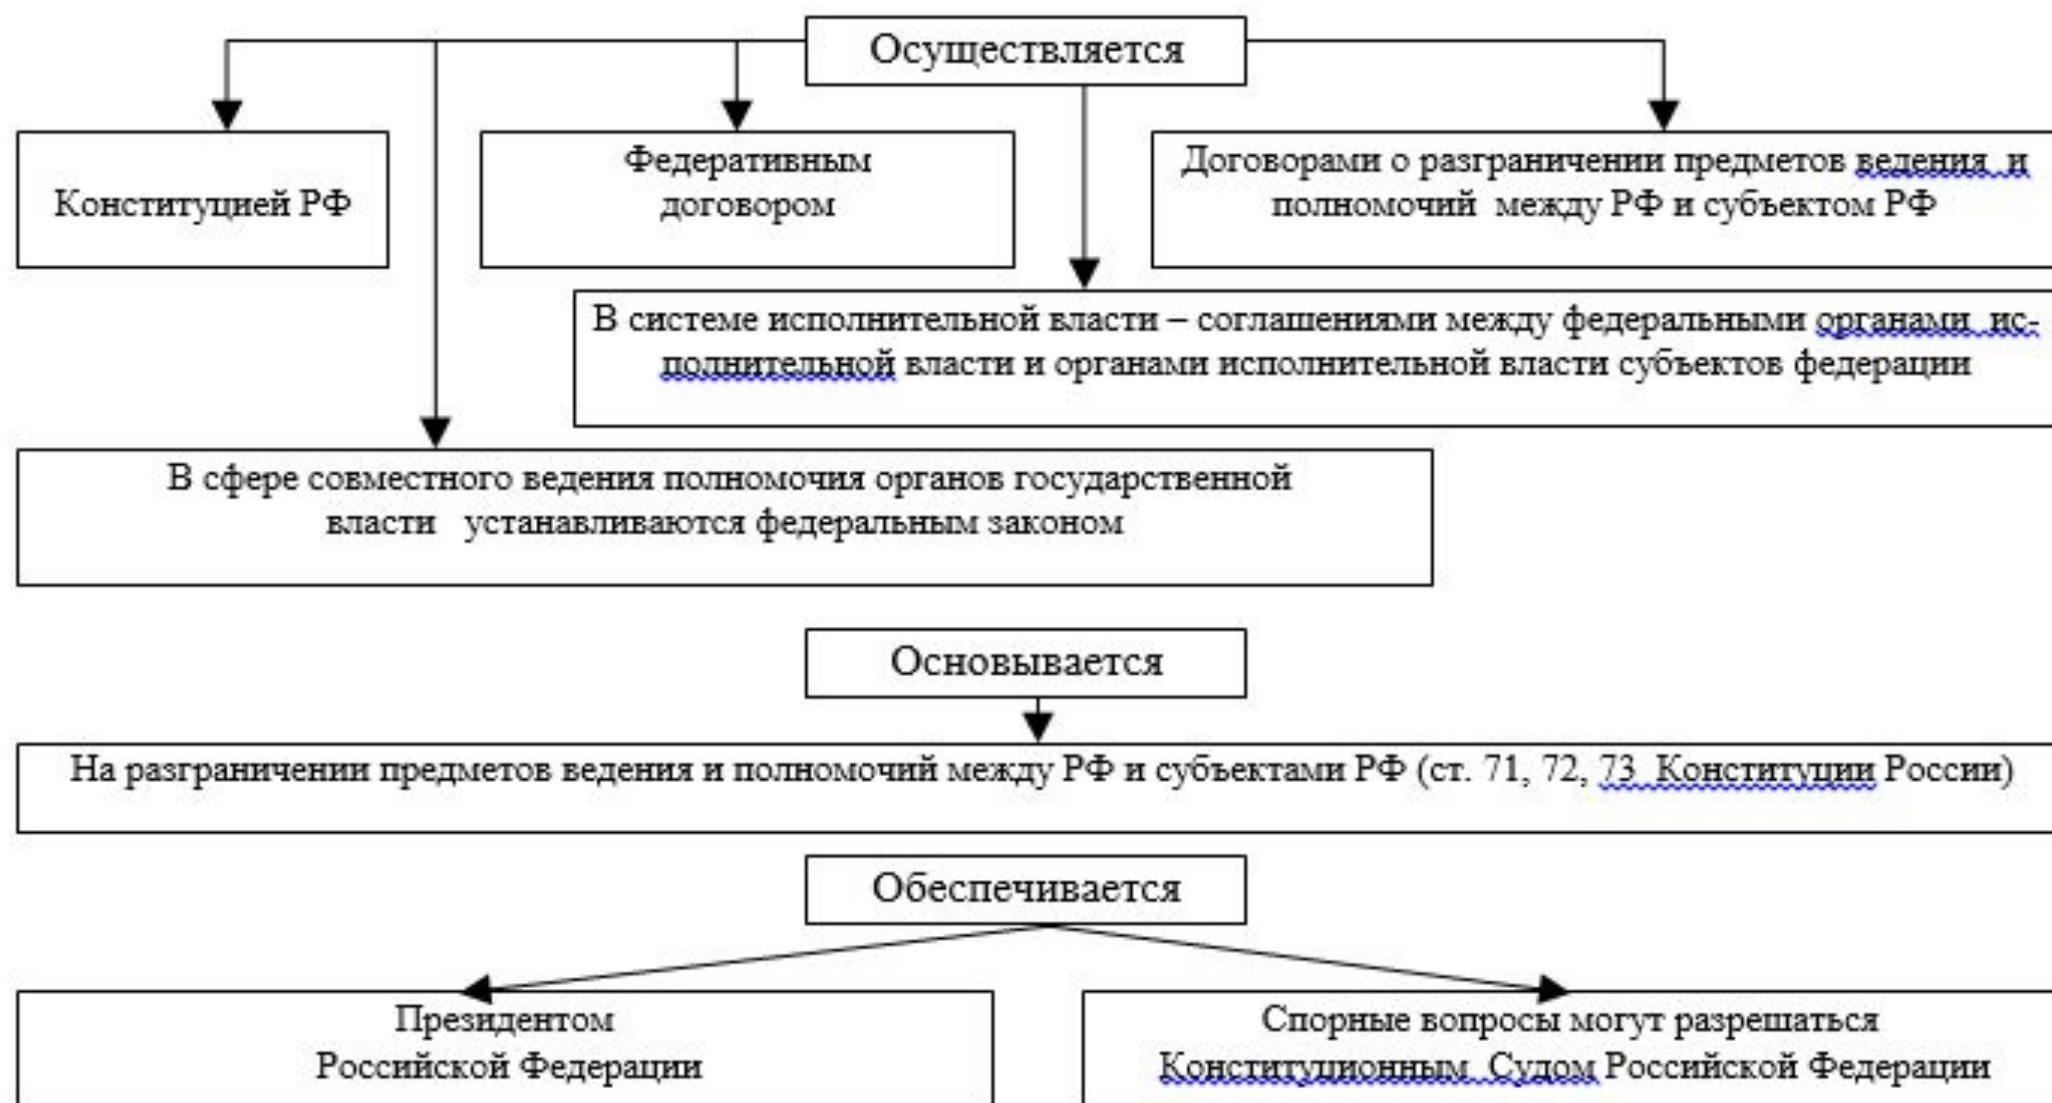 Осуществляется
Конституцией РФ
Федеративным
договором
Договорами о разграничении предметов ведения и
полномочий между РФ и субъектом РФ
В системе исполнительной власти – соглашениями между федеральными органами ис-
полнительной власти и органами исполнительной власти субъектов федерации
В сфере совместного ведения полномочия органов государственной
власти устанавливаются федеральным законом
Основывается
На разграничении предметов ведения и полномочий между РФ и субъектами РФ (ст. 71, 72, 73 Конституции России)
Обеспечивается
Президентом
Российской Федерации
Спорные вопросы могут разрешаться
Конституционным Судом Российской Федерации